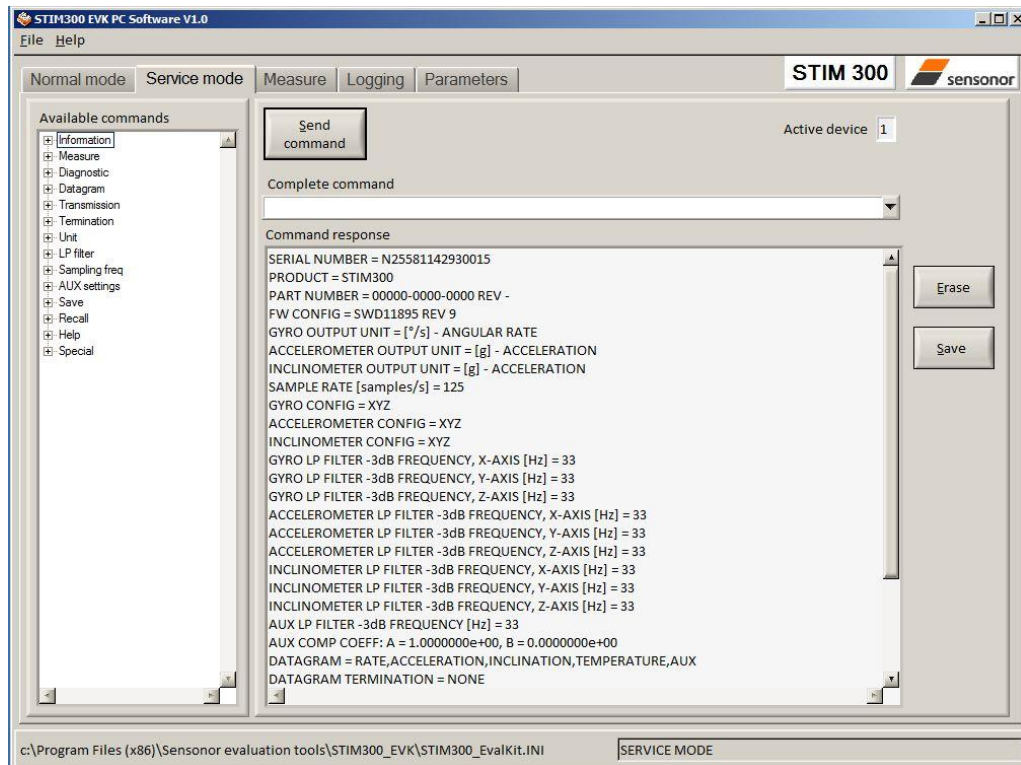 STIM300 EVK PC Software V1.0
File Help
Normal mode
Service mode
Measure
Logging
Parameters
STIM 300
sensonor
Available commands
Information
Measure
Diagnostic
Datagram
Transmission
Termination
Unit
LP filter
Sampling freq
AUX settings
Save
Recall
Help
Special
Send
command
Active device 1
Complete command
Command response
SERIAL NUMBER = N25581142930015
PRODUCT = STIM300
PART NUMBER = 00000-0000-0000 REV -
FW CONFIG = SWD11895 REV 9
GYRO OUTPUT UNIT = [°/s] - ANGULAR RATE
ACCELEROMETER OUTPUT UNIT = [g] - ACCELERATION
INCLINOMETER OUTPUT UNIT = [g] - ACCELERATION
SAMPLE RATE [samples/s] = 125
GYRO CONFIG = XYZ
ACCELEROMETER CONFIG = XYZ
INCLINOMETER CONFIG = XYZ
GYRO LP FILTER -3dB FREQUENCY, X-AXIS [Hz] = 33
GYRO LP FILTER -3dB FREQUENCY, Y-AXIS [Hz] = 33
GYRO LP FILTER -3dB FREQUENCY, Z-AXIS [Hz] = 33
ACCELEROMETER LP FILTER -3dB FREQUENCY, X-AXIS [Hz] = 33
ACCELEROMETER LP FILTER -3dB FREQUENCY, Y-AXIS [Hz] = 33
ACCELEROMETER LP FILTER -3dB FREQUENCY, Z-AXIS [Hz] = 33
INCLINOMETER LP FILTER -3dB FREQUENCY, X-AXIS [Hz] = 33
INCLINOMETER LP FILTER -3dB FREQUENCY, Y-AXIS [Hz] = 33
INCLINOMETER LP FILTER -3dB FREQUENCY, Z-AXIS [Hz] = 33
AUX LP FILTER -3dB FREQUENCY [Hz] = 33
AUX COMP COEFF: A = 1.0000000e+00, B = 0.0000000e+00
DATAGRAM = RATE,ACCELERATION,INCLINATION,TEMPERATURE,AUX
DATAGRAM TERMINATION = NONE
Erase
Save
c:\Program Files (x86)\Sensonor evaluation tools\STIM300_EVK\STIM300_EvalKit.INI
SERVICE MODE